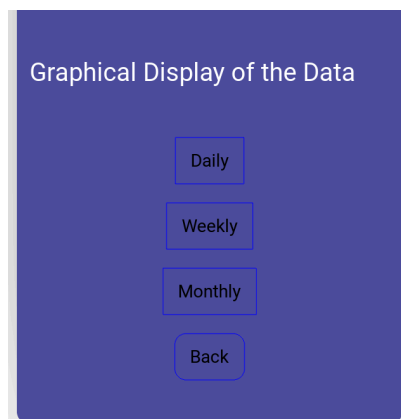 Graphical Display of the Data
Daily
Weekly
Monthly
Back